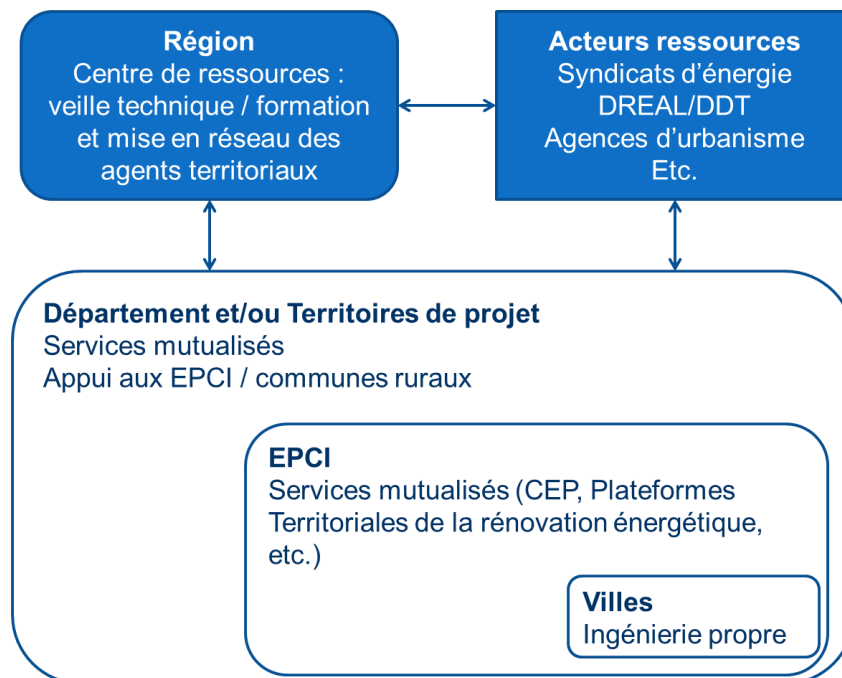 Région
Centre de ressources :
veille technique / formation
et mise en réseau des
agents territoriaux
Acteurs ressources
Syndicats d’énergie
DREAL/DDT
Agences d’urbanisme
Etc.
Département et/ou Territoires de projet
Services mutualisés
Appui aux EPCI / communes ruraux
EPCI
Services mutualisés (CEP, Plateformes
Territoriales de la rénovation énergétique,
etc.)
Villes
Ingénierie propre